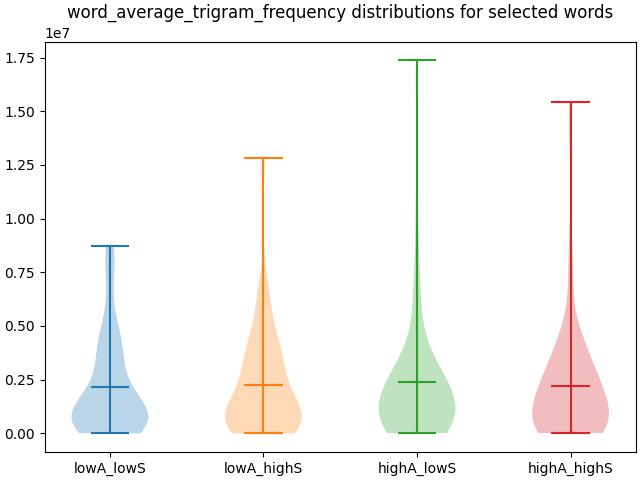 word_average_trigram_frequency distributions for selected words
1e7
1.75
1.50
1.25
1.00
0.75
0.50
0.25
0.00
lowA_lowS lowA_highS highA_lowS highA_highS